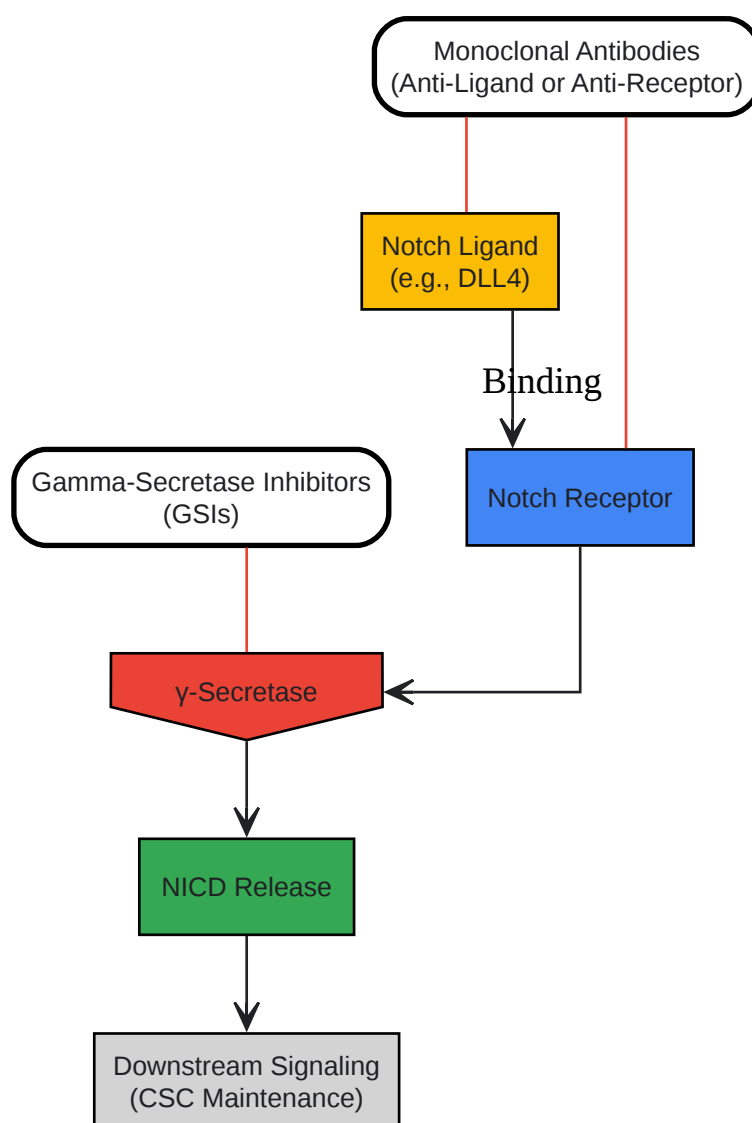 Monoclonal Antibodies
(Anti-Ligand or Anti-Receptor)
Notch Ligand
(e.g., DLL4)
Binding
Gamma-Secretase Inhibitors
(GSIs)
Notch Receptor
γ-Secretase
NICD Release
Downstream Signaling
(CSC Maintenance)